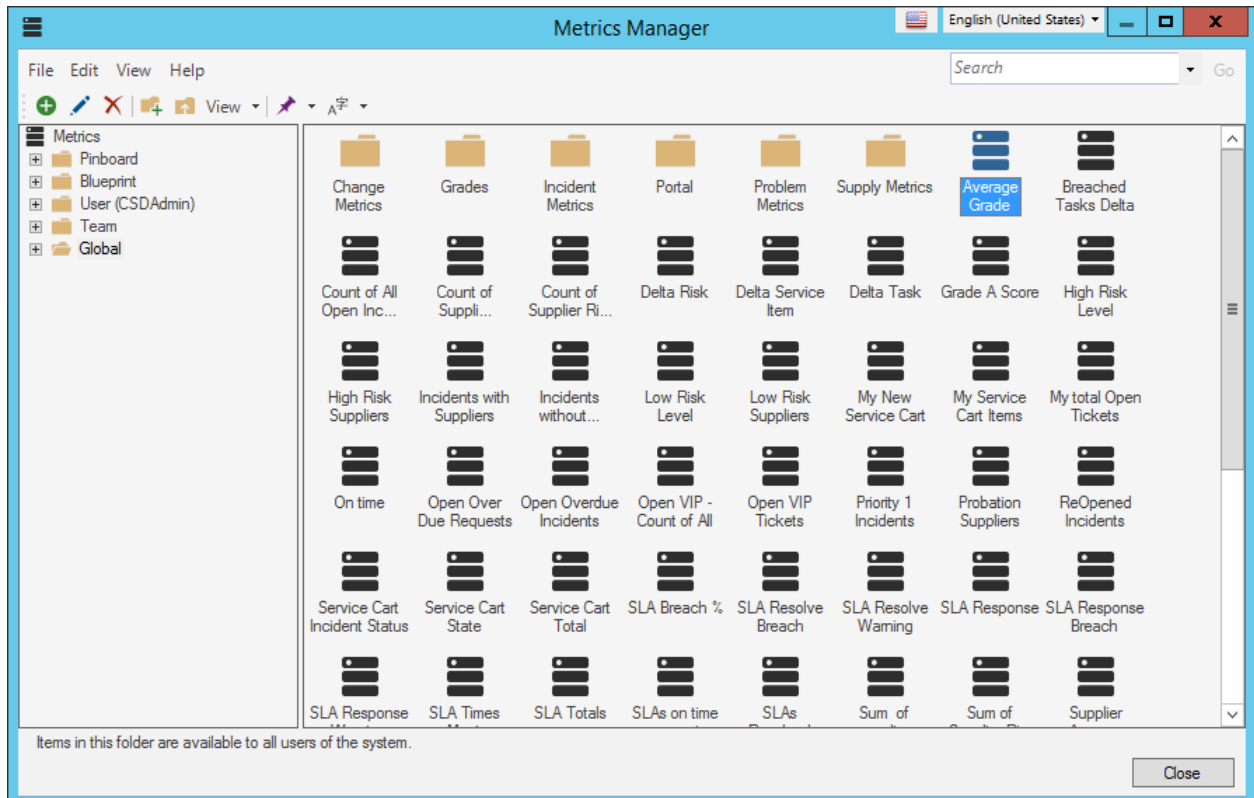 Metrics Manager
English (United States)
File Edit View Help
Search
Go
View
A字
Metrics
Pinboard
Blueprint
User (CSDAdmin)
Team
Global
Change Metrics
Grades
Incident Metrics
Portal
Problem Metrics
Supply Metrics
Average Grade
Breached Tasks Delta
Count of All Open Inc...
Count of Suppli...
Count of Supplier Ri...
Delta Risk
Delta Service Item
Delta Task
Grade A Score
High Risk Level
High Risk Suppliers
Incidents with Suppliers
Incidents without...
Low Risk Level
Low Risk Suppliers
My New Service Cart
My Service Cart Items
My total Open Tickets
On time
Open Over Due Requests
Open Overdue Incidents
Open VIP - Count of All
Open VIP Tickets
Priority 1 Incidents
Probation Suppliers
ReOpened Incidents
Service Cart Incident Status
Service Cart State
Service Cart Total
SLA Breach %
SLA Resolve Breach
SLA Resolve Warning
SLA Response
SLA Response Breach
SLA Response
SLA Times
SLA Totals
SLAs on time
SLAs
Sum of
Sum of
Supplier
Items in this folder are available to all users of the system.
Close